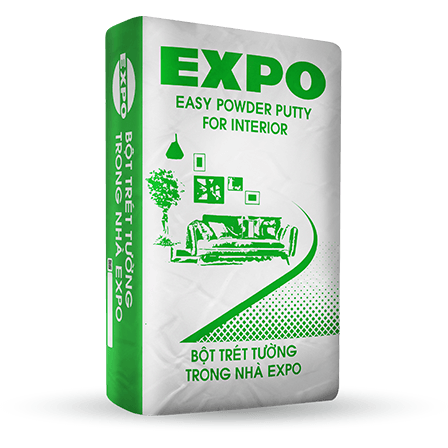 EXPO
EASY POWDER PUTTY
FOR INTERIOR
BỘT TRÉT TƯỜNG
TRONG NHÀ EXPO
EXPO
BỘT TRÉT TƯỜNG
TRONG NHÀ EXPO